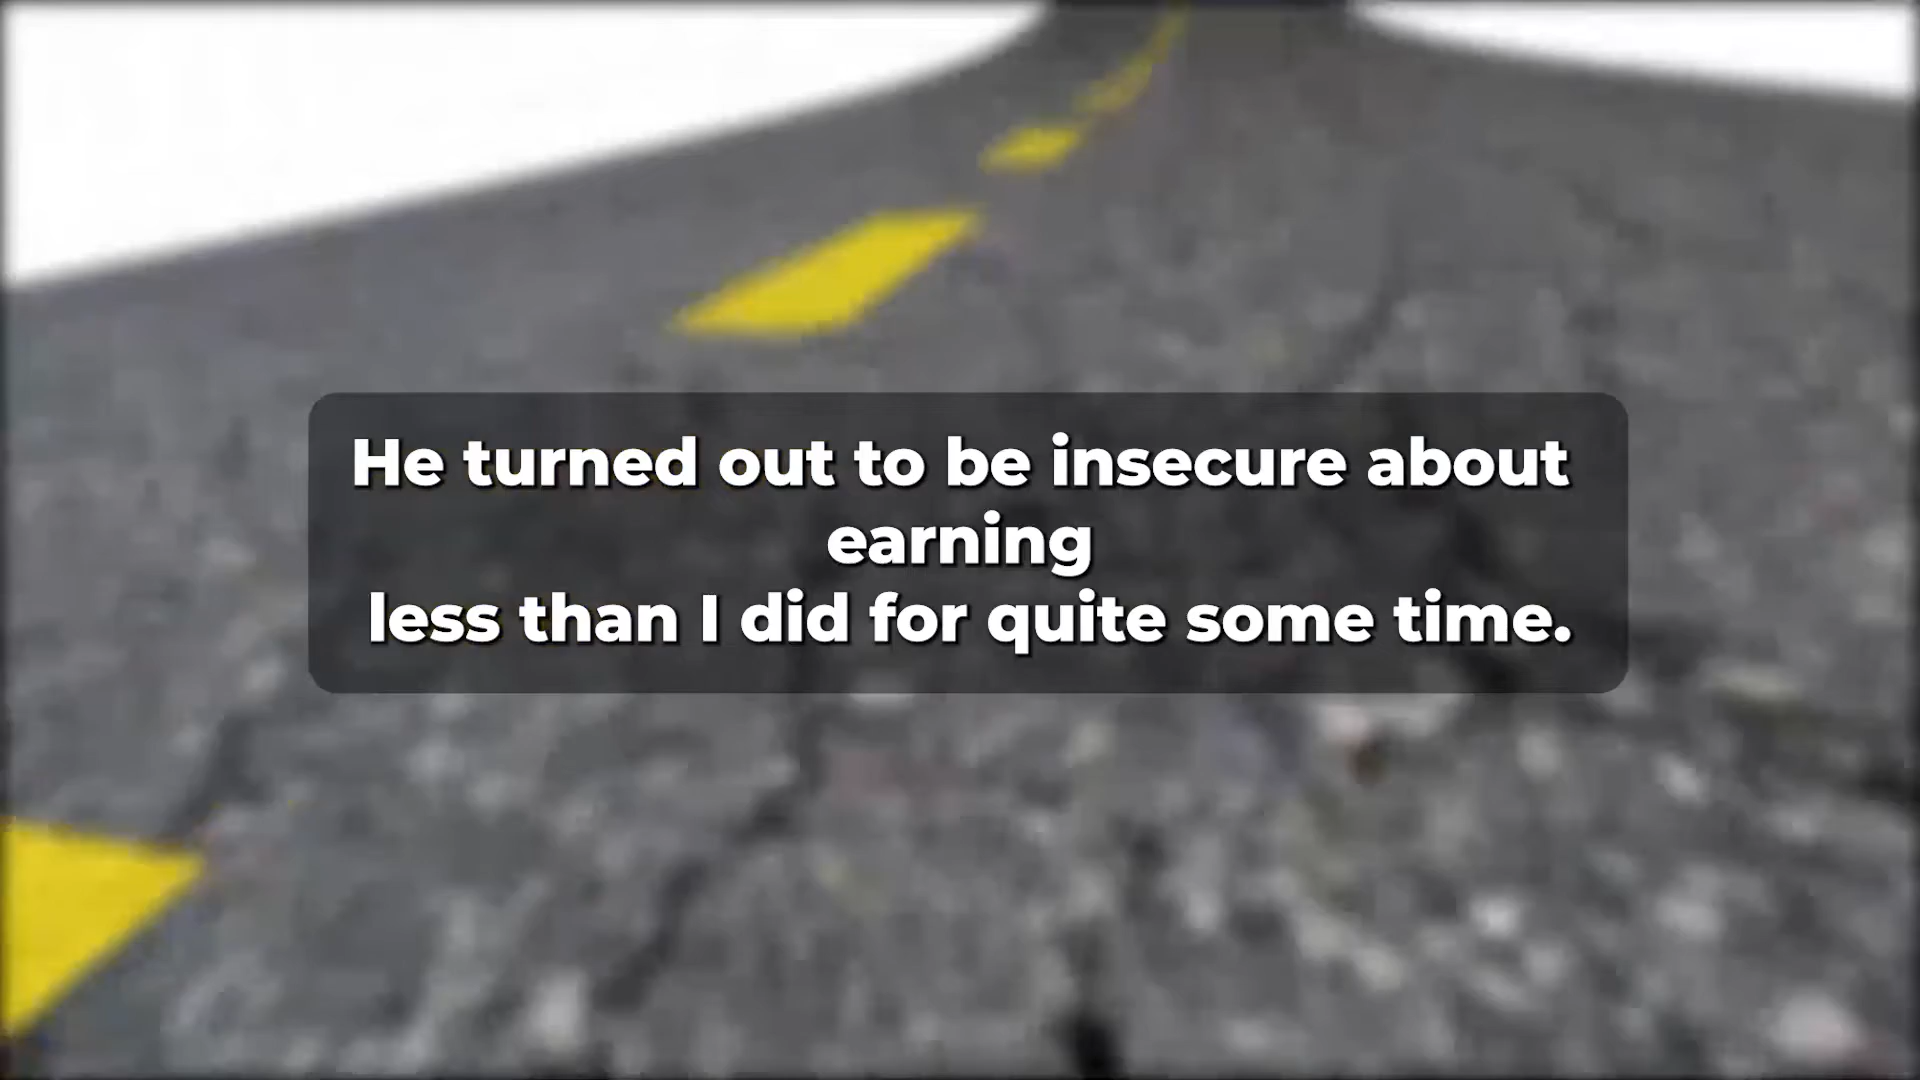 He turned out to be insecure about
earning
less than I did for quite some time.